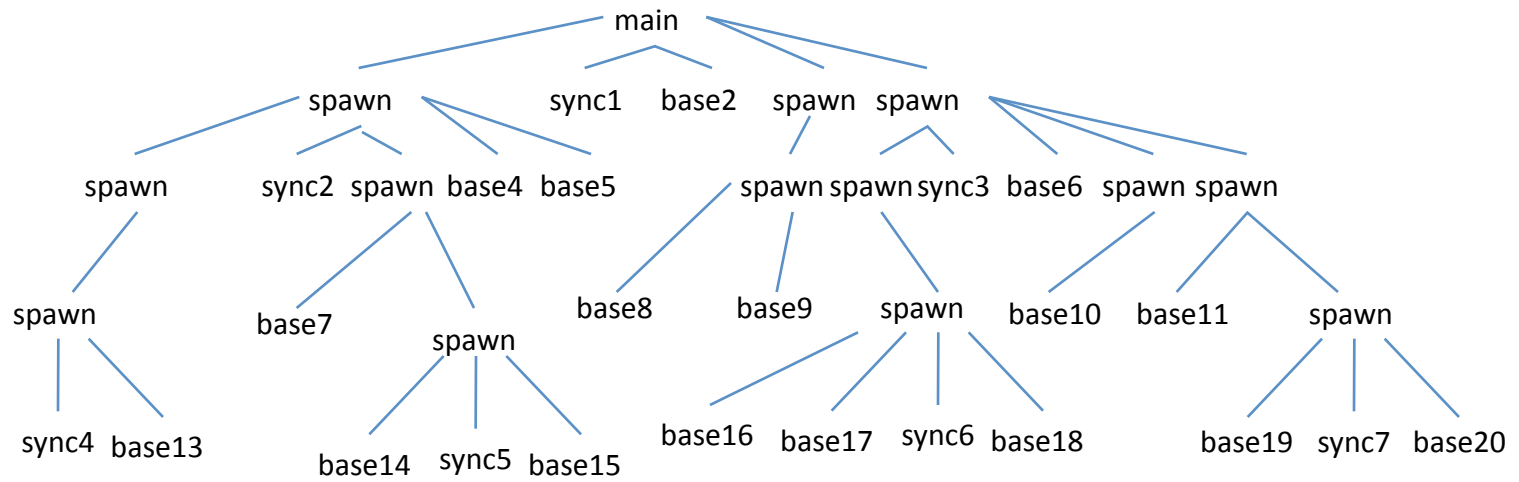 main
spawn sync1 base2 spawn spawn
spawn sync2 spawn base4 base5 spawn spawn sync3 base6 spawn spawn
spawn base7 spawn base8 base9 spawn base10 base11 spawn
sync4 base13 base14 sync5 base15 base16 base17 sync6 base18 base19 sync7 base20